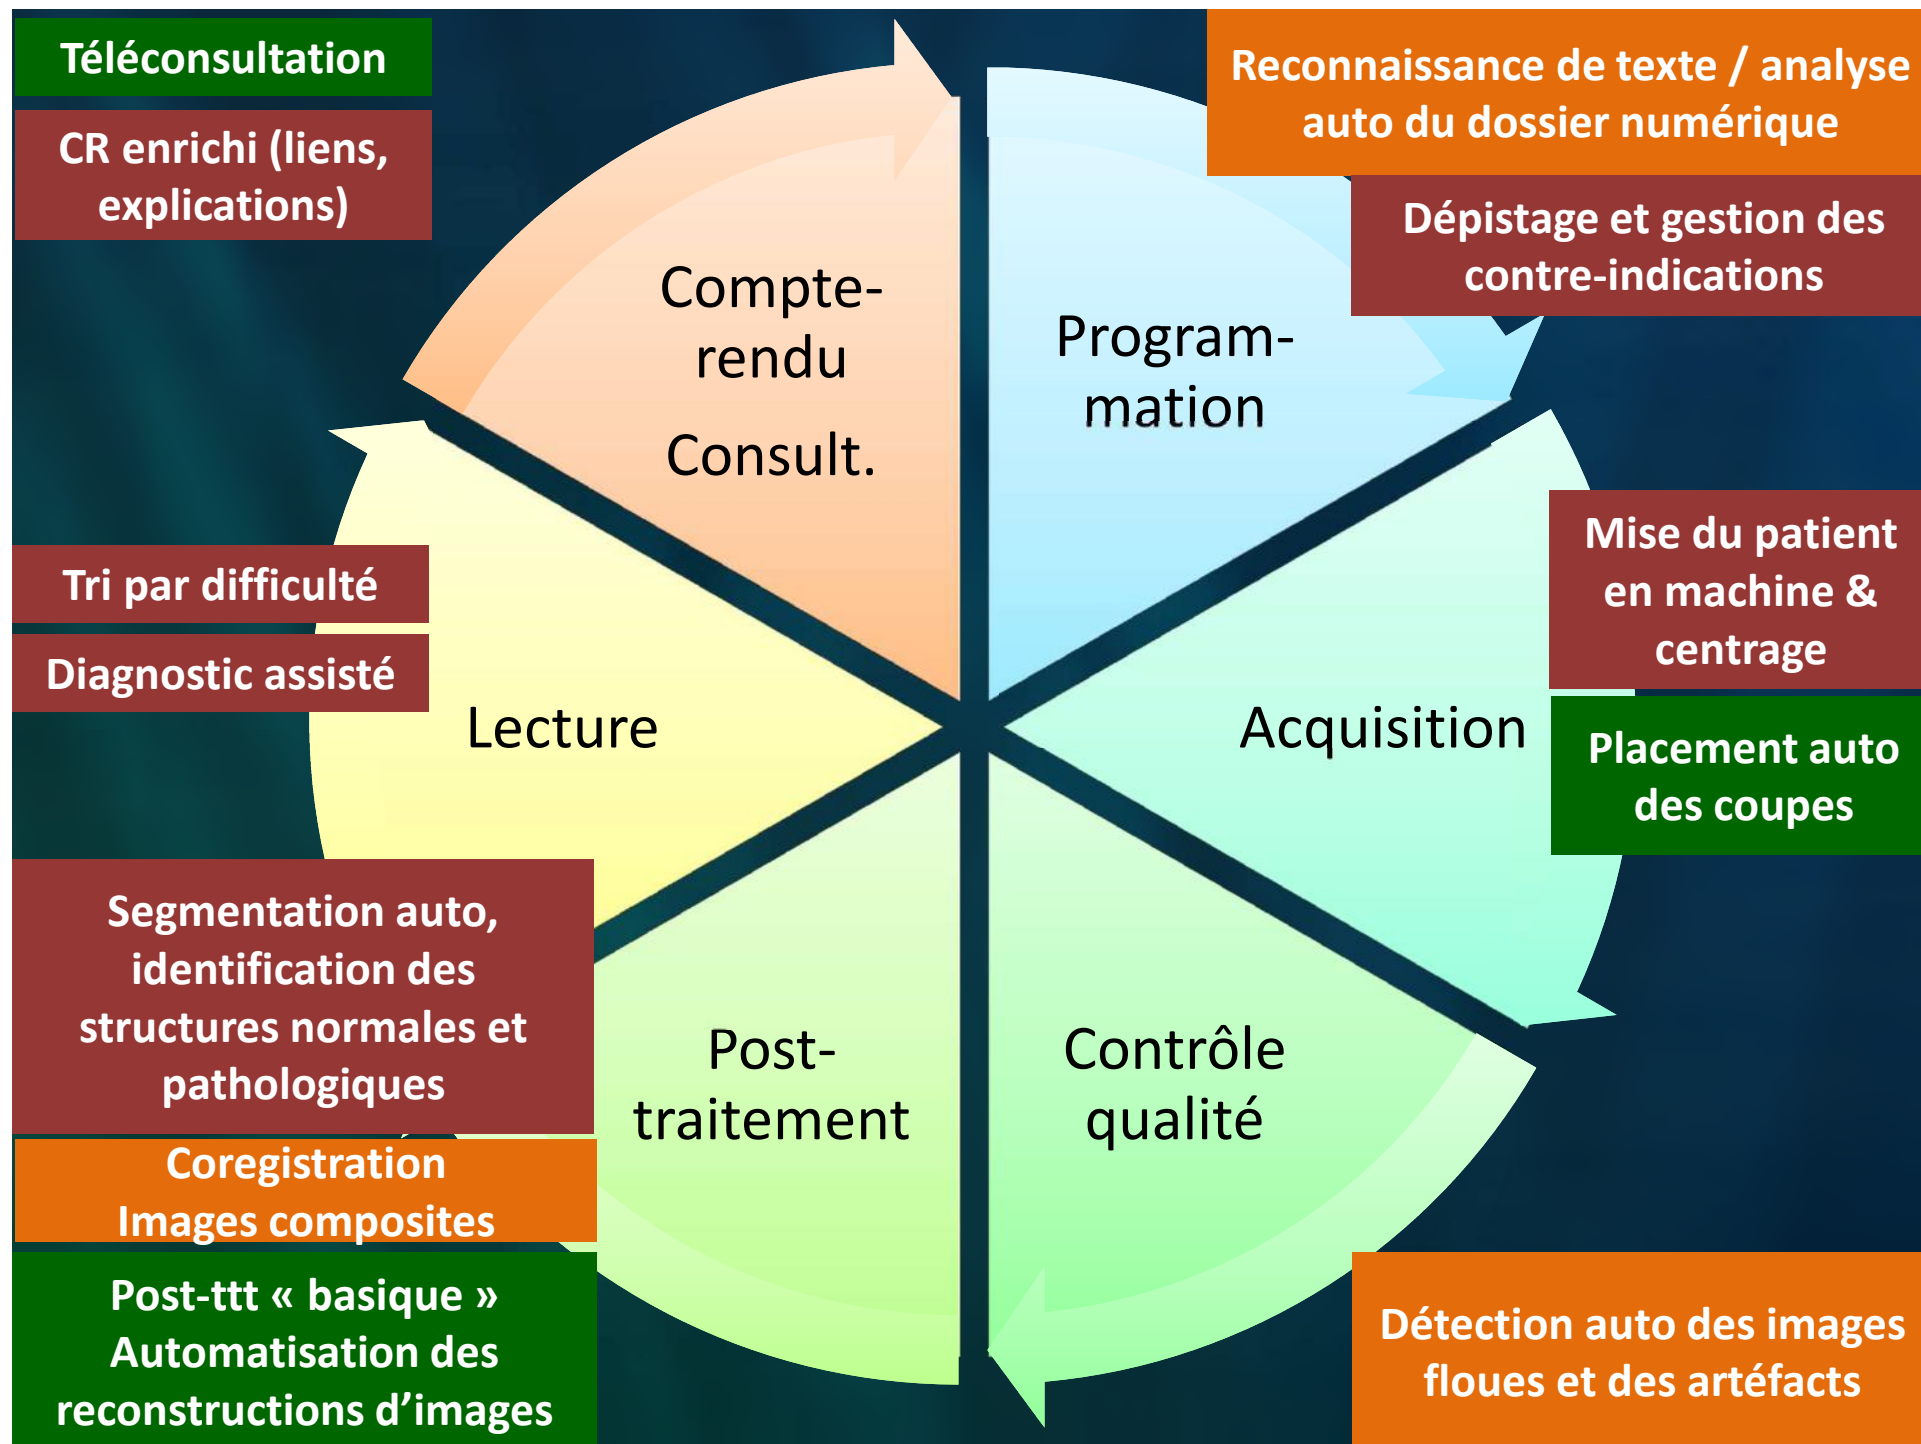 Téléconsultation
CR enrichi (liens,
explications)
Reconnaissance de texte / analyse
auto du dossier numérique
Dépistage et gestion des
contre-indications
Compte-
rendu
Consult.
Program-
mation
Mise du patient
en machine &
centrage
Placement auto
des coupes
Acquisition
Tri par difficulté
Diagnostic assisté
Lecture
Segmentation auto,
identification des
structures normales et
pathologiques
Coregistration
Images composites
Post-ttt « basique »
Automatisation des
reconstructions d’images
Post-
traitement
Contrôle
qualité
Détection auto des images
floues et des artéfacts